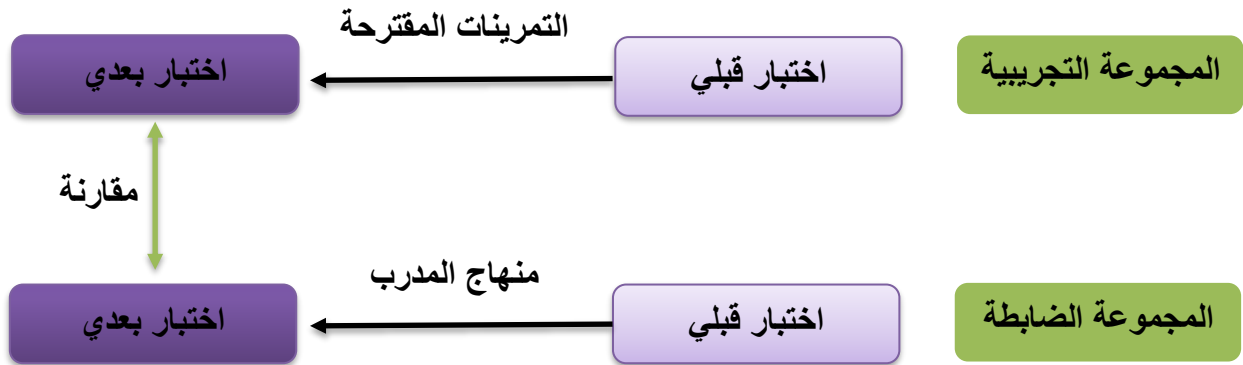 التمرينات المقترحة
المجموعة التجريبية
اختبار قبلي
اختبار بعدي
مقارنة
منهاج المدرب
المجموعة الضابطة
اختبار قبلي
اختبار بعدي